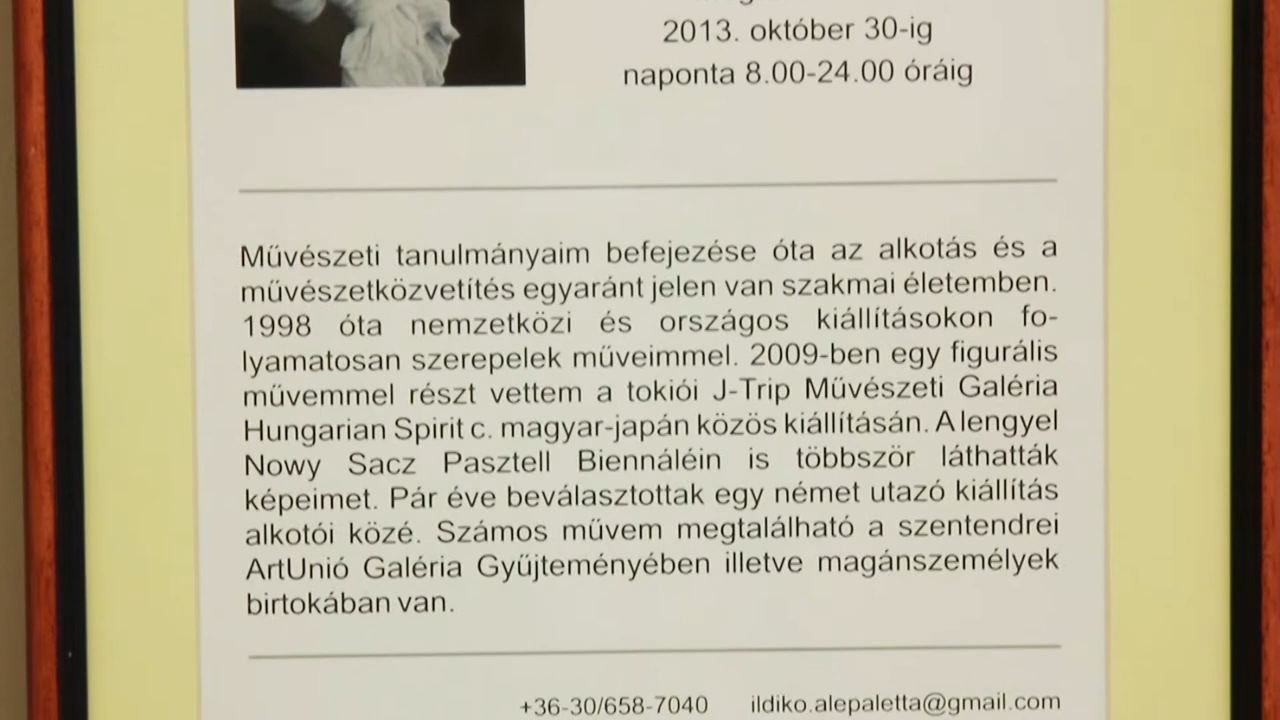 2013. október 30-ig
naponta 8.00-24.00 óráig
Művészeti tanulmányaim befejezése óta az alkotás és a
művészetközvetítés egyaránt jelen van szakmai életemben.
1998 óta nemzetközi és országos kiállításokon fo-
lyamatosan szerepelek műveimmel. 2009-ben egy figurális
művemmel részt vettem a tokiói J-Trip Művészeti Galéria
Hungarian Spirit c. magyar-japán közös kiállításán. A lengyel
Nowy Sacz Pasztell Biennáléin is többször láthatták
képeimet. Pár éve beválasztottak egy német utazó kiállítás
alkotói közé. Számos művem megtalálható a szentendrei
ArtUnió Galéria Gyűjteményében illetve magánszemélyek
birtokában van.
+36-30/658-7040 ildiko.alepaletta@gmail.com